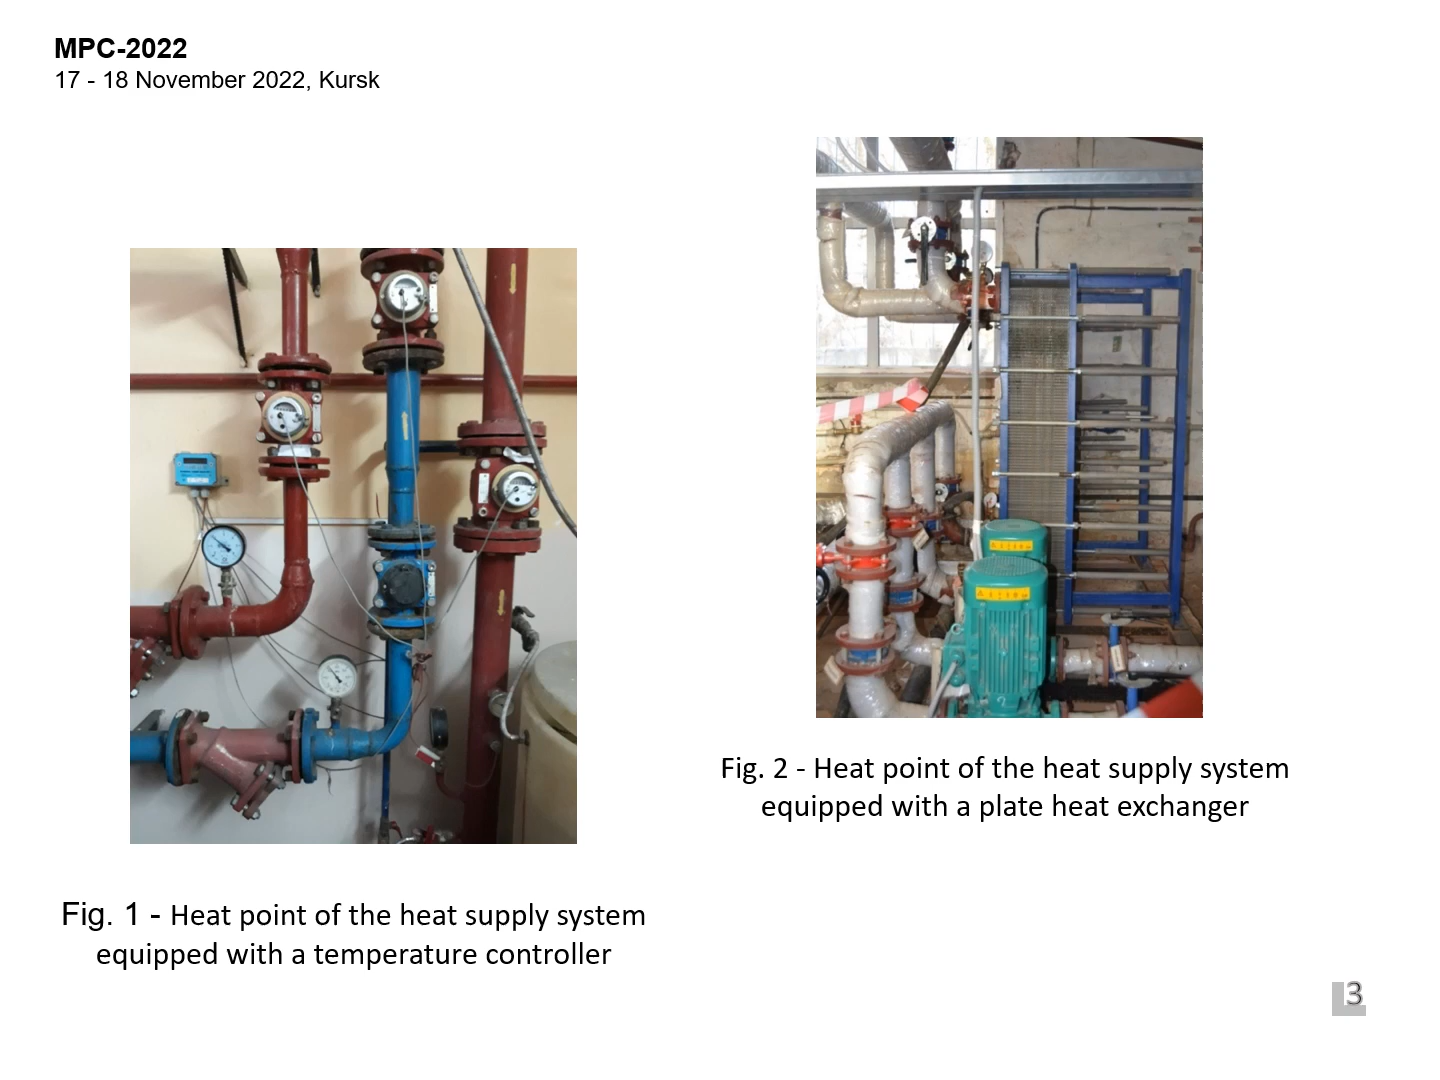 MPC-2022
17 - 18 November 2022, Kursk
Fig. 2 - Heat point of the heat supply system
equipped with a plate heat exchanger
Fig. 1 - Heat point of the heat supply system
equipped with a temperature controller
3